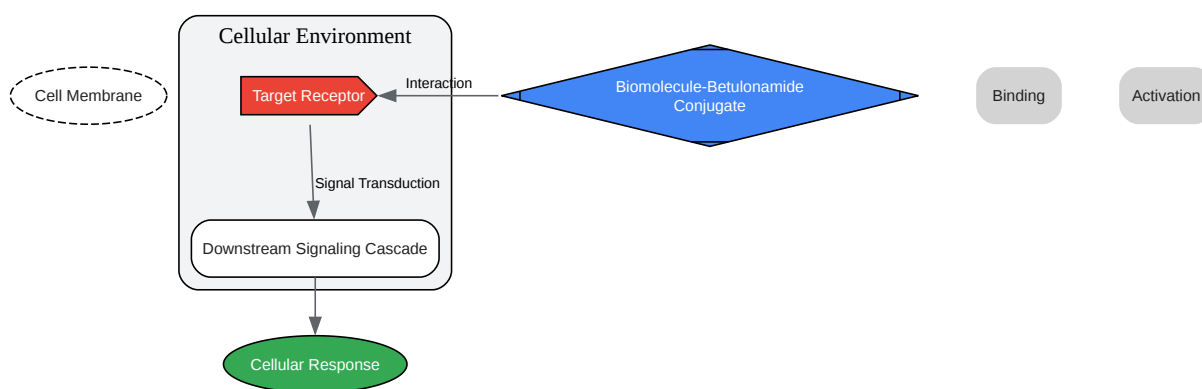 Cellular Environment
Cell Membrane
Target Receptor
Interaction
Biomolecule-Betulonamide
Conjugate
Binding
Activation
Signal Transduction
Downstream Signaling Cascade
Cellular Response